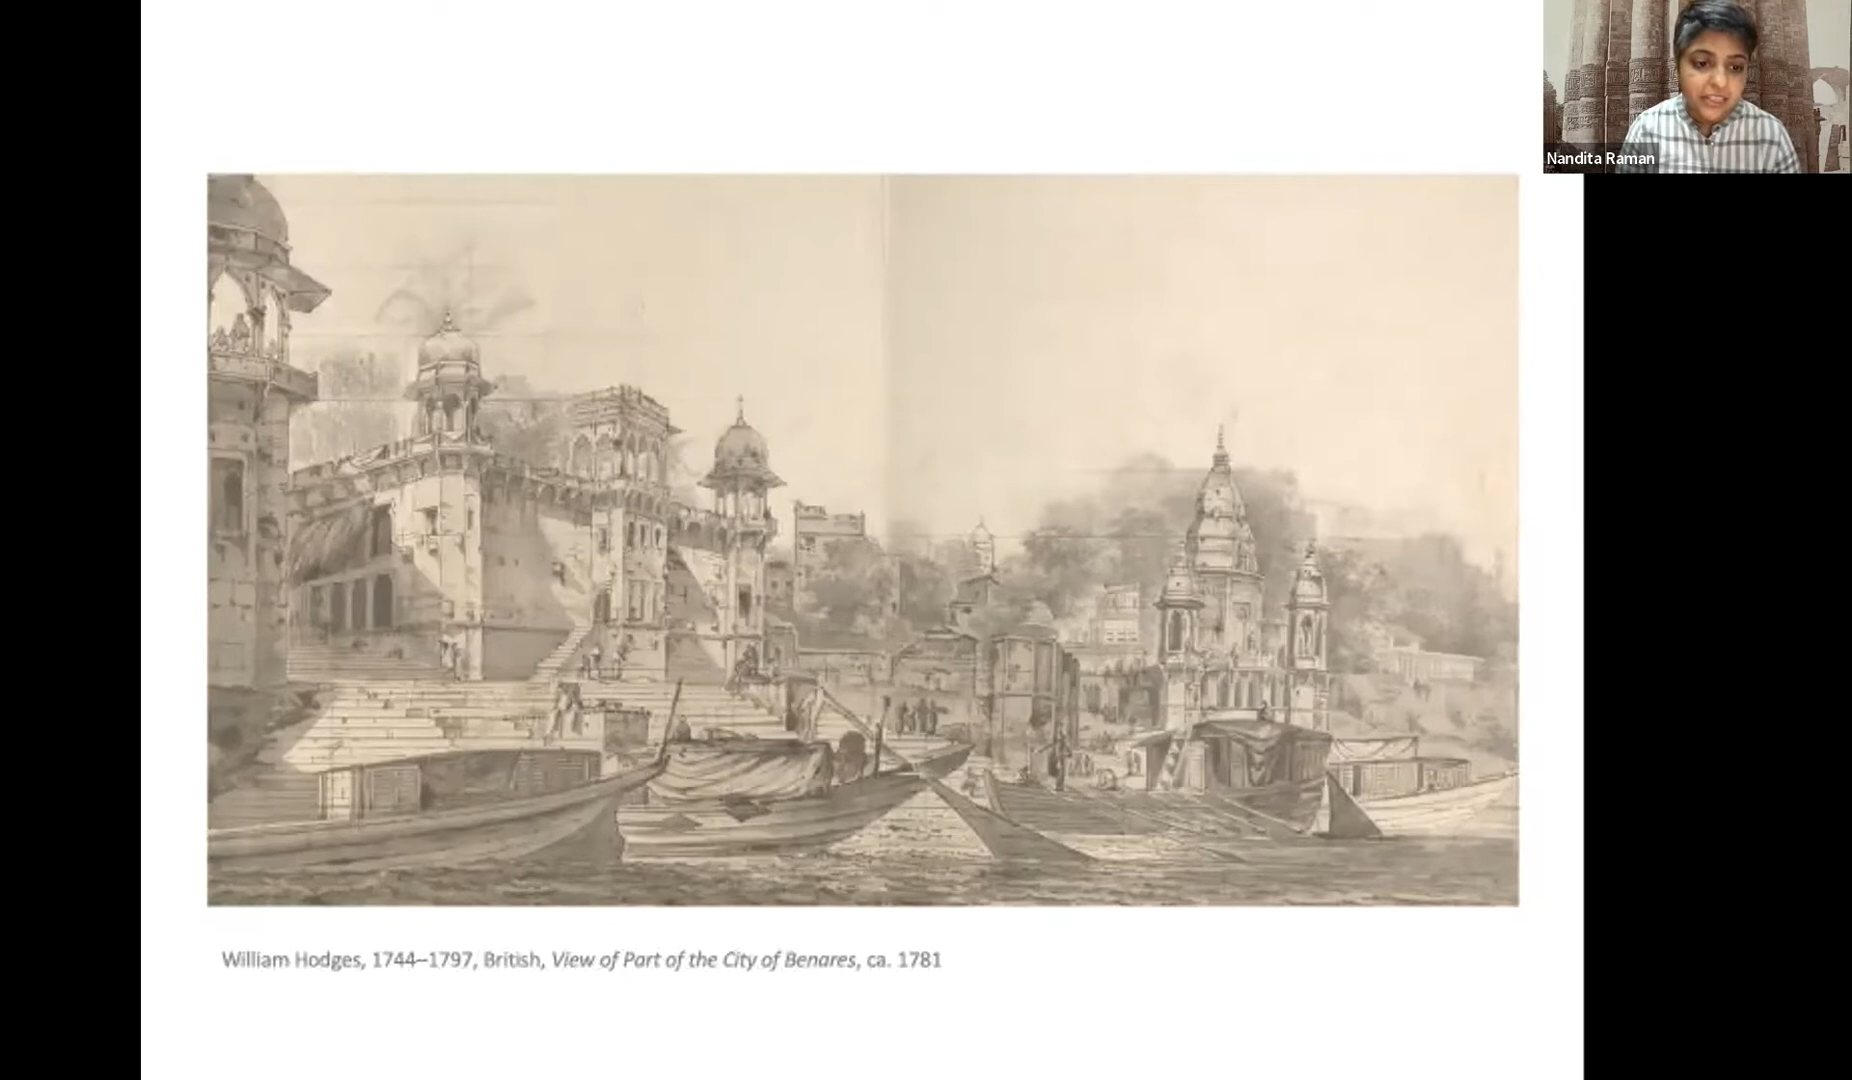 Nandita Raman
William Hodges, 1744–1797, British, View of Part of the City of Benares, ca. 1781